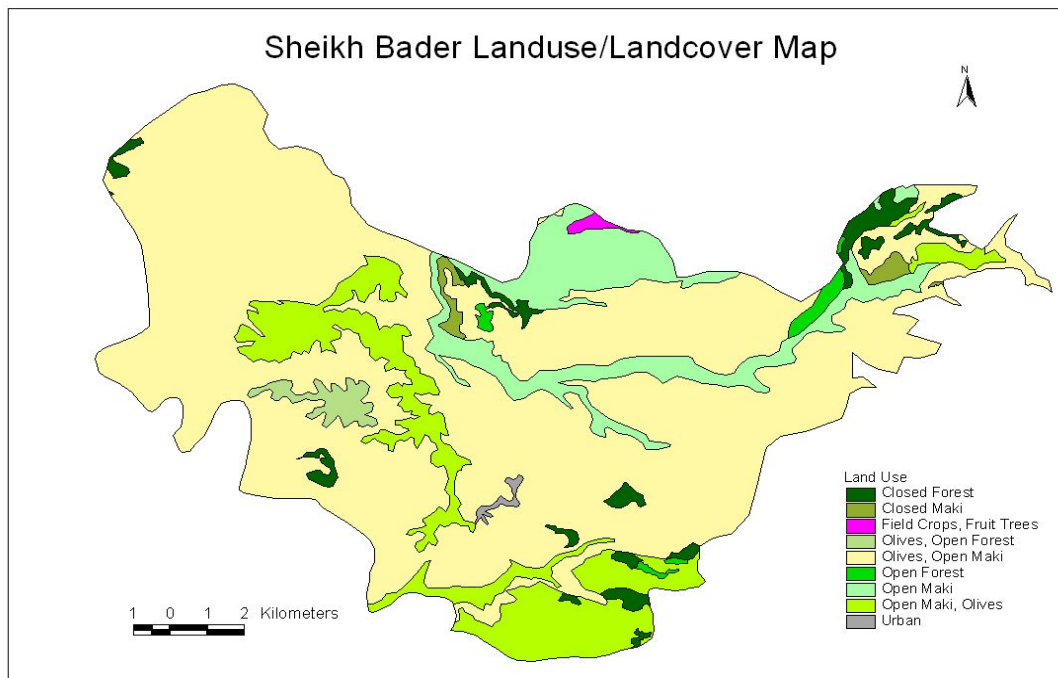 Sheikh Bader Landuse/Landcover Map
N
Land Use
Closed Forest
Closed Maki
Field Crops, Fruit Trees
Olives, Open Forest
Olives, Open Maki
Open Forest
Open Maki
Open Maki, Olives
Urban
1 0 1 2 Kilometers